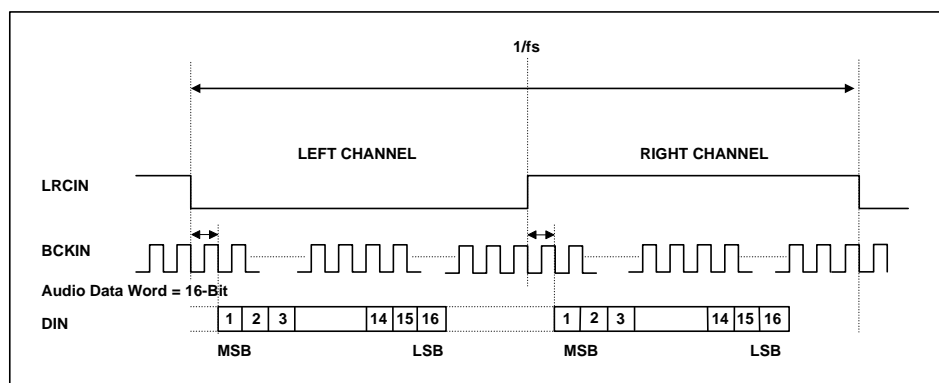 1/fs
LEFT CHANNEL RIGHT CHANNEL
LRCIN
BCKIN
Audio Data Word = 16-Bit
DIN 1 2 3 14 15 16 1 2 3 14 15 16
MSB LSB MSB LSB